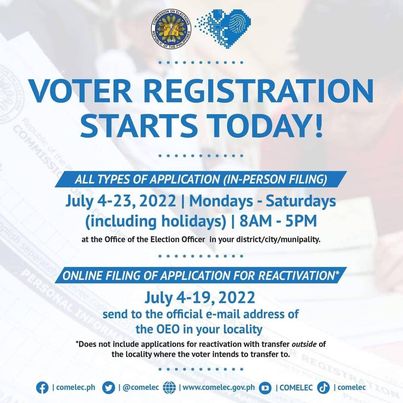 VOTER REGISTRATION
STARTS TODAY!
ALL TYPES OF APPLICATION (IN-PERSON FILING)
July 4-23, 2022 | Mondays - Saturdays
(including holidays) | 8AM - 5PM
at the Office of the Election Officer in your district/city/munipality.
ONLINE FILING OF APPLICATION FOR REACTIVATION*
July 4-19, 2022
send to the official e-mail address of
the OEO in your locality
*Does not include applications for reactivation with transfer outside of
the locality where the voter intends to transfer to.
| comelec.ph | @comelec | www.comelec.gov.ph | COMELEC | comelec